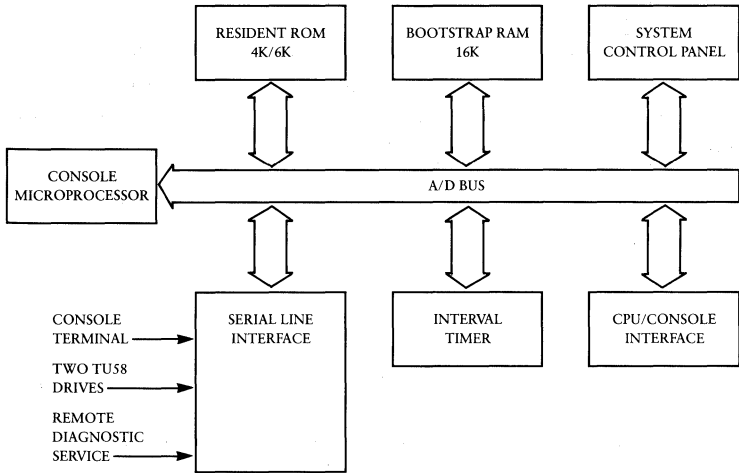 RESIDENT ROM
4K/6K
BOOTSTRAP RAM
16K
SYSTEM
CONTROL PANEL
CONSOLE
MICROPROCESSOR
A/D BUS
CONSOLE
TERMINAL
TWO TU58
DRIVES
REMOTE
DIAGNOSTIC
SERVICE
SERIAL LINE
INTERFACE
INTERVAL
TIMER
CPU/CONSOLE
INTERFACE